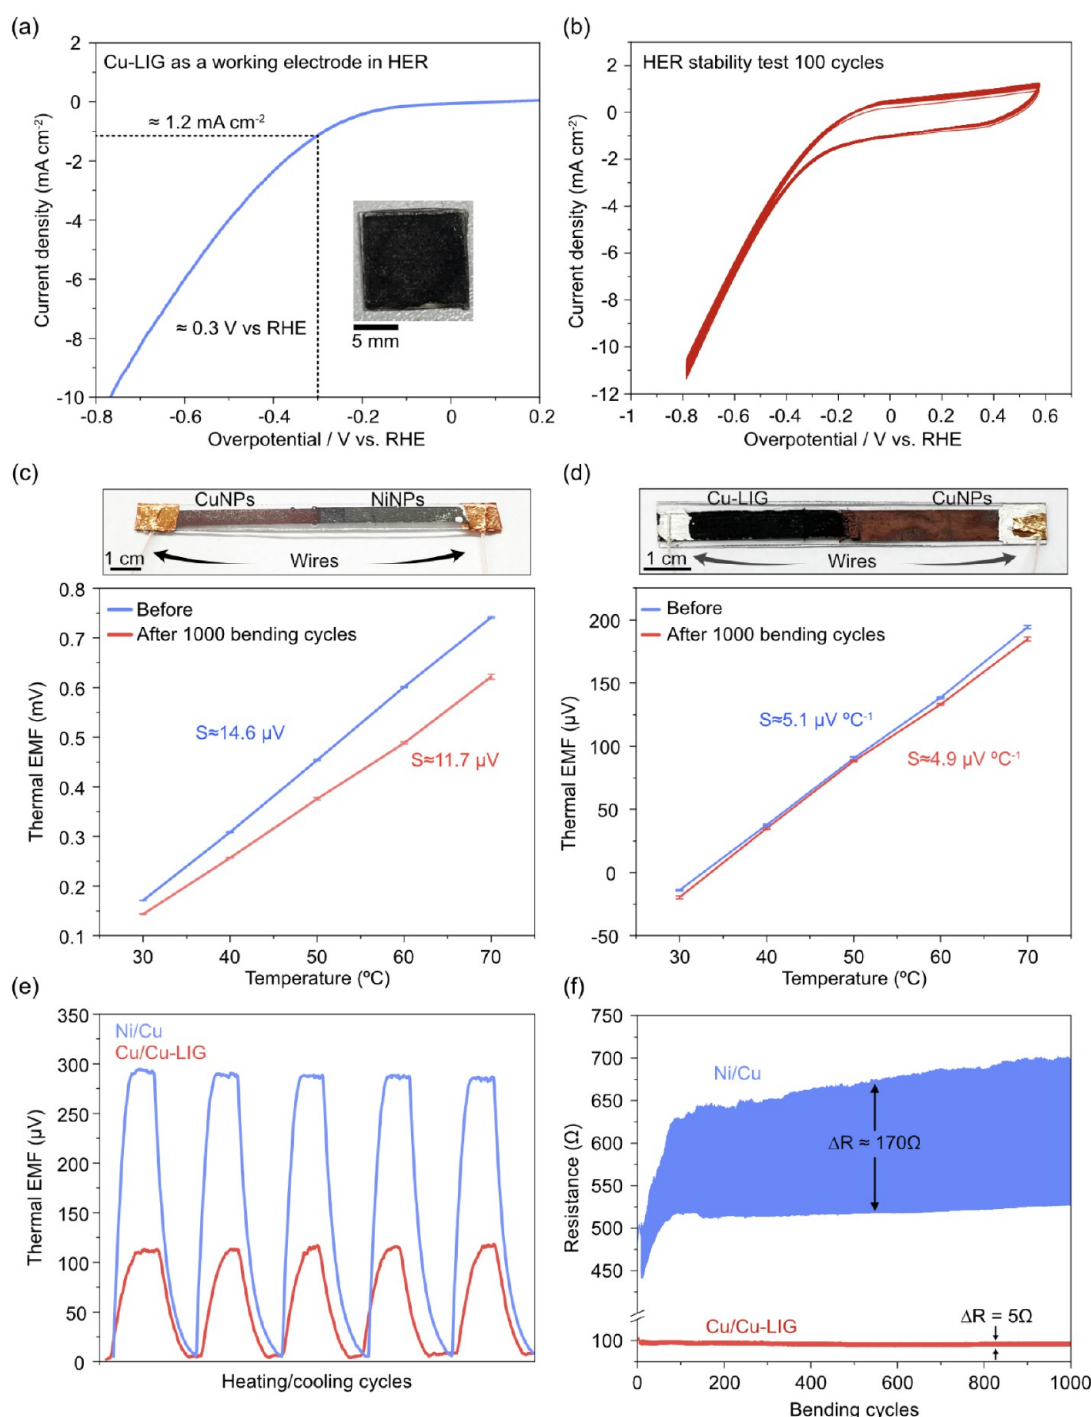 (a)
2
0
-2
-4
-6
-8
-10
Current density (mA cm⁻²)
Cu-LIG as a working electrode in HER
≈ 1.2 mA cm⁻²
≈ 0.3 V vs RHE
5 mm
-0.8 -0.6 -0.4 -0.2 0 0.2
Overpotential / V vs. RHE
(b)
2
0
-2
-4
-6
-8
-10
-12
Current density (mA cm⁻²)
HER stability test 100 cycles
-1 -0.8 -0.6 -0.4 -0.2 0 0.2 0.4 0.6
Overpotential / V vs. RHE
(c)
CuNPs NiNPs
1 cm
Wires
0.8
0.7
0.6
0.5
0.4
0.3
0.2
0.1
Thermal EMF (mV)
Before
After 1000 bending cycles
S≈14.6 µV
S≈11.7 µV
30 40 50 60 70
Temperature (ºC)
(d)
Cu-LIG CuNPs
1 cm
Wires
200
150
100
50
0
-50
Thermal EMF (µV)
Before
After 1000 bending cycles
S≈5.1 µV ºC⁻¹
S≈4.9 µV ºC⁻¹
30 40 50 60 70
Temperature (ºC)
(e)
350
300
250
200
150
100
50
0
Thermal EMF (µV)
Ni/Cu
Cu/Cu-LIG
Heating/cooling cycles
(f)
750
700
650
600
550
500
450
100
Resistance (Ω)
Ni/Cu
ΔR ≈ 170Ω
ΔR = 5Ω
Cu/Cu-LIG
0 200 400 600 800 1000
Bending cycles